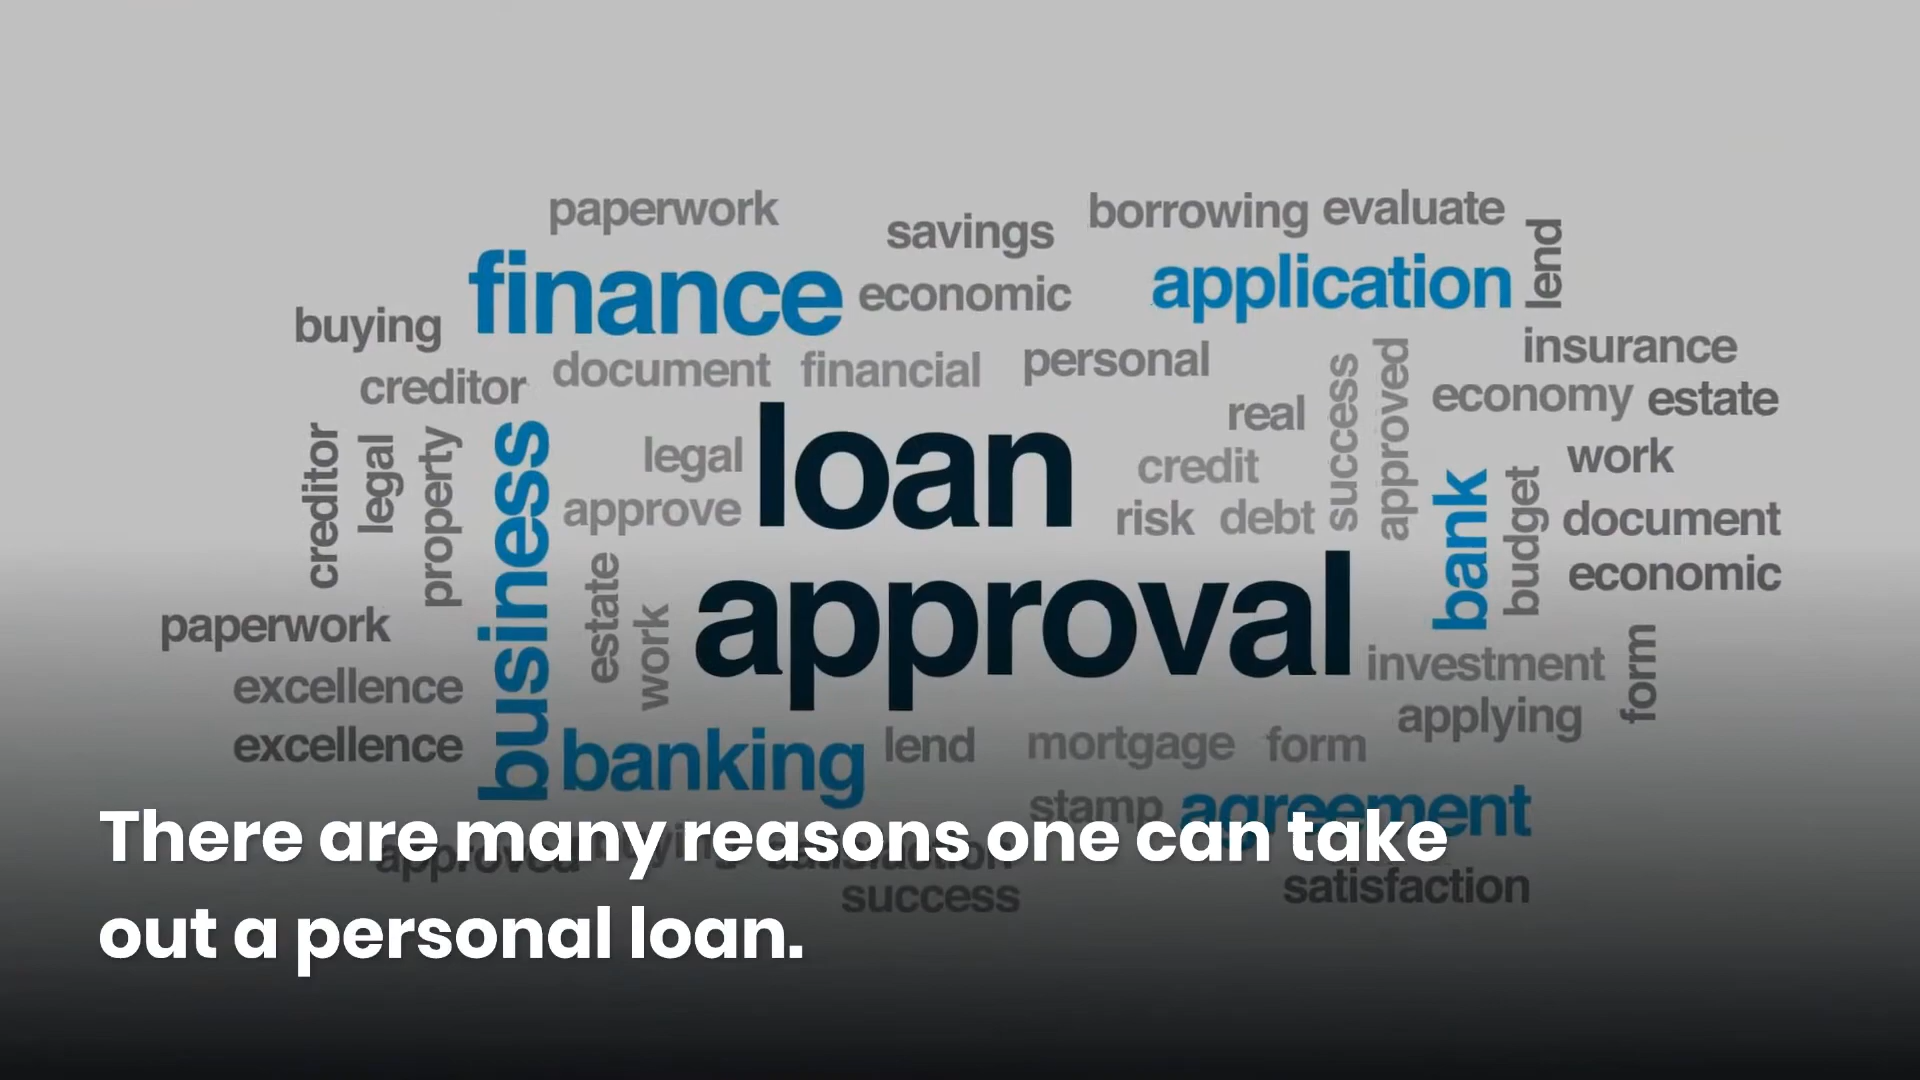 paperwork
savings
borrowing
evaluate
lend
finance
economic
application
buying
insurance
document
financial
personal
creditor
success
approved
economy
estate
real
loan
creditor
legal
property
business
legal
credit
work
approve
risk
debt
bank
budget
document
economic
approval
estate
work
paperwork
excellence
investment
form
applying
excellence
banking
lend
mortgage
form
stamp
agreement
There are many reasons one can take
approved
satisfaction
success
satisfaction
out a personal loan.